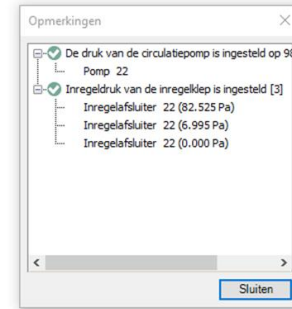 Opmerkingen
De druk van de circulatiepomp is ingesteld op 98
Pomp 22
Inregeldruk van de inregelklep is ingesteld [3]
Inregelafsluiter 22 (82.525 Pa)
Inregelafsluiter 22 (6.995 Pa)
Inregelafsluiter 22 (0.000 Pa)
Sluiten